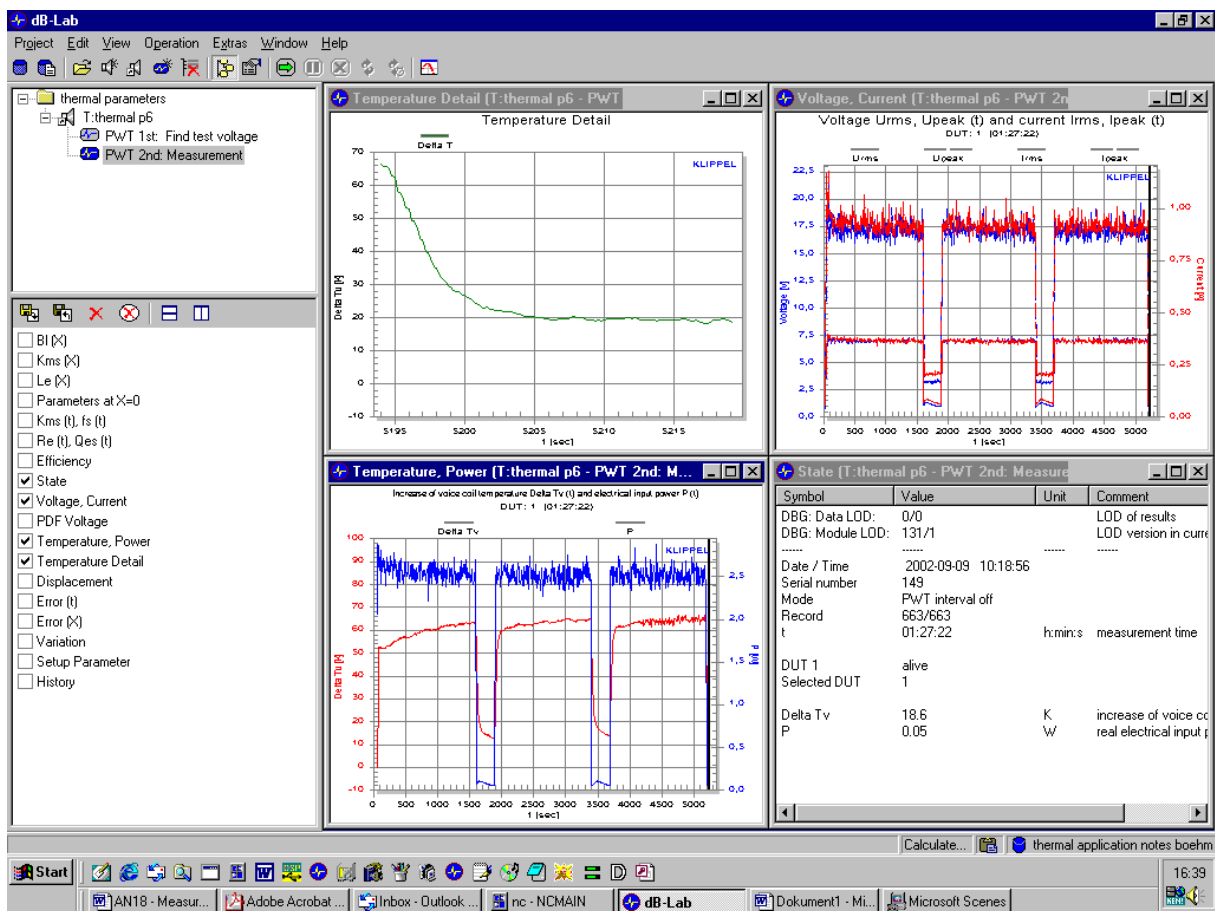 dB-Lab
Project Edit View Operation Extras Window Help
thermal parameters
T:thermal p6
PWT 1st: Find test voltage
PWT 2nd: Measurement
Bl (X)
Kms (X)
Le (X)
Parameters at X=0
Kms (t), fs (t)
Re (t), Qes (t)
Efficiency
State
Voltage, Current
PDF Voltage
Temperature, Power
Temperature Detail
Displacement
Error (t)
Error (X)
Variation
Setup Parameter
History
Temperature Detail (T:thermal p6 - PWT
Temperature Detail
Delta T
KLIPPEL
70
60
50
40
30
20
10
0
-10
Delta Tv [K]
5195 5200 5205 5210 5215
t [sec]
Voltage, Current (T:thermal p6 - PWT 2n
Voltage Urms, Upeak (t) and current Irms, Ipeak (t)
DUT: 1 (01:27:22)
Urms Upeak Irms Ipeak
KLIPPEL
22,5
20,0
17,5
15,0
12,5
10,0
7,5
5,0
2,5
0,0
Voltage [V]
1,00
0,75
0,50
0,25
0,00
0 500 1000 1500 2000 2500 3000 3500 4000 4500 5000
t [sec]
Temperature, Power (T:thermal p6 - PWT 2nd: M...
Increase of voice coil temperature Delta Tv (t) and electrical input power P (t)
DUT: 1 (01:27:22)
Delta Tv P
KLIPPEL
100
90
80
70
60
50
40
30
20
10
0
-10
Delta Tv [K]
2,5
2,0
1,5
1,0
0,5
0,0
P [W]
0 500 1000 1500 2000 2500 3000 3500 4000 4500 5000
t [sec]
State (T:thermal p6 - PWT 2nd: Measure
Symbol Value Unit Comment
DBG: Data LOD: 0/0 LOD of results
DBG: Module LOD: 131/1 LOD version in curre
------ ------ ------ ------
Date / Time 2002-09-09 10:18:56
Serial number 149
Mode PWT interval off
Record 663/663
t 01:27:22 h:min:s measurement time
DUT 1 alive
Selected DUT 1
Delta Tv 18.6 K increase of voice co
P 0.05 W real electrical input p
Calculate... thermal application notes boehm
Start
16:39
AN18 - Measur... Adobe Acrobat ... Inbox - Outlook ... nc - NCMAIN dB-Lab Dokument1 - Mi... Microsoft Scenes